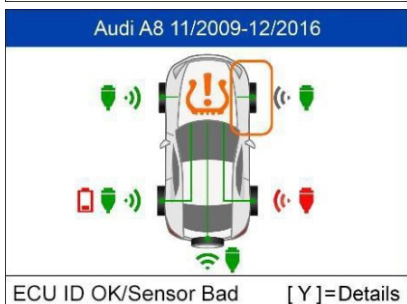 Audi A8 11/2009-12/2016
ECU ID OK/Sensor Bad [Y]=Details